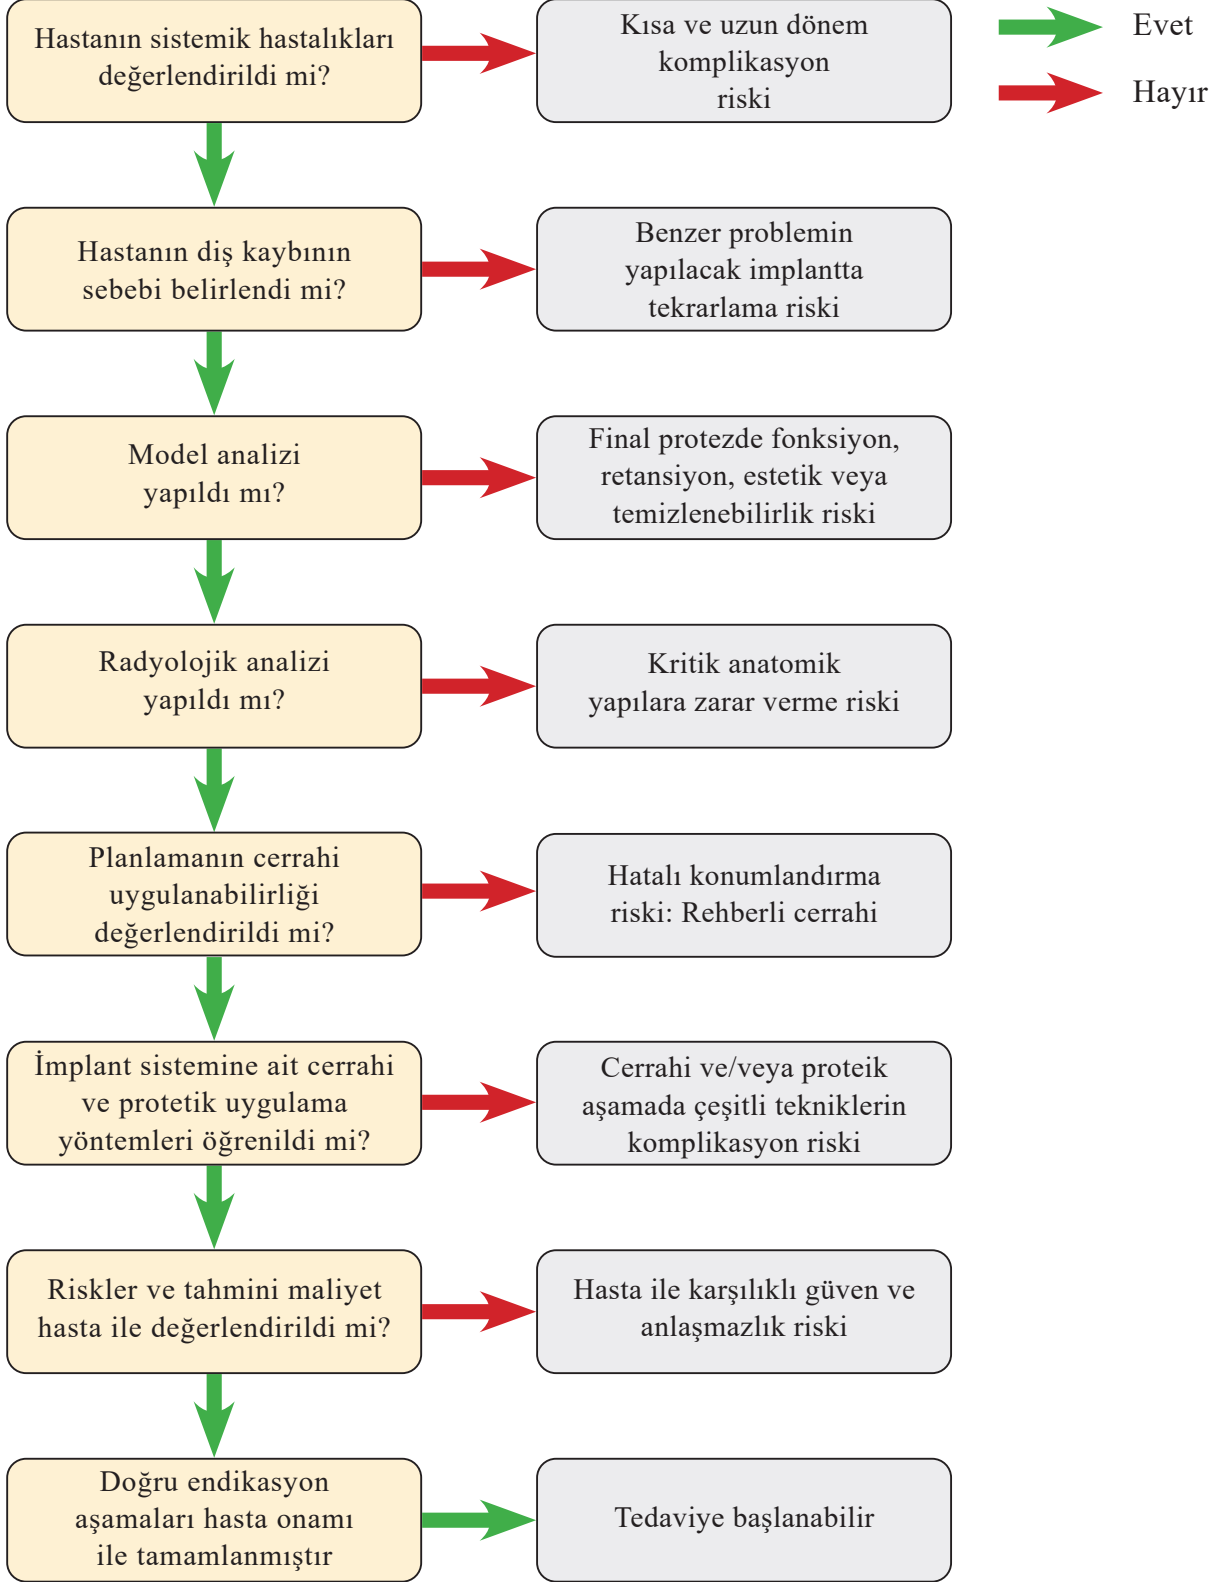 Hastanın sistemik hastalıkları
değerlendirildi mi?
Kısa ve uzun dönem
komplikasyon
riski
Evet
Hayır
Hastanın diş kaybının
sebebi belirlendi mi?
Benzer problemin
yapılacak implantta
tekrarlama riski
Model analizi
yapıldı mı?
Final protezde fonksiyon,
retansiyon, estetik veya
temizlenebilirlik riski
Radyolojik analizi
yapıldı mı?
Kritik anatomik
yapılara zarar verme riski
Planlamanın cerrahi
uygulanabilirliği
değerlendirildi mi?
Hatalı konumlandırma
riski: Rehberli cerrahi
İmplant sistemine ait cerrahi
ve protetik uygulama
yöntemleri öğrenildi mi?
Cerrahi ve/veya proteik
aşamada çeşitli tekniklerin
komplikasyon riski
Riskler ve tahmini maliyet
hasta ile değerlendirildi mi?
Hasta ile karşılıklı güven ve
anlaşmazlık riski
Doğru endikasyon
aşamaları hasta onamı
ile tamamlanmıştır
Tedaviye başlanabilir